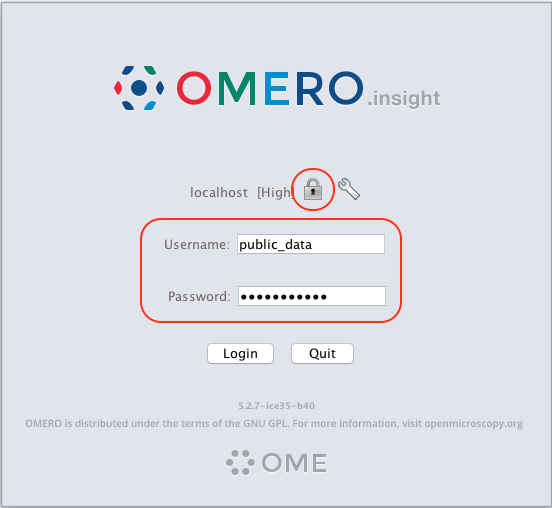 OMERO.insight
localhost [High]
Username: public_data
Password: •••••••••••
Login Quit
5.2.7-ice35-b40
OMERO is distributed under the terms of the GNU GPL. For more information, visit openmicroscopy.org
OME